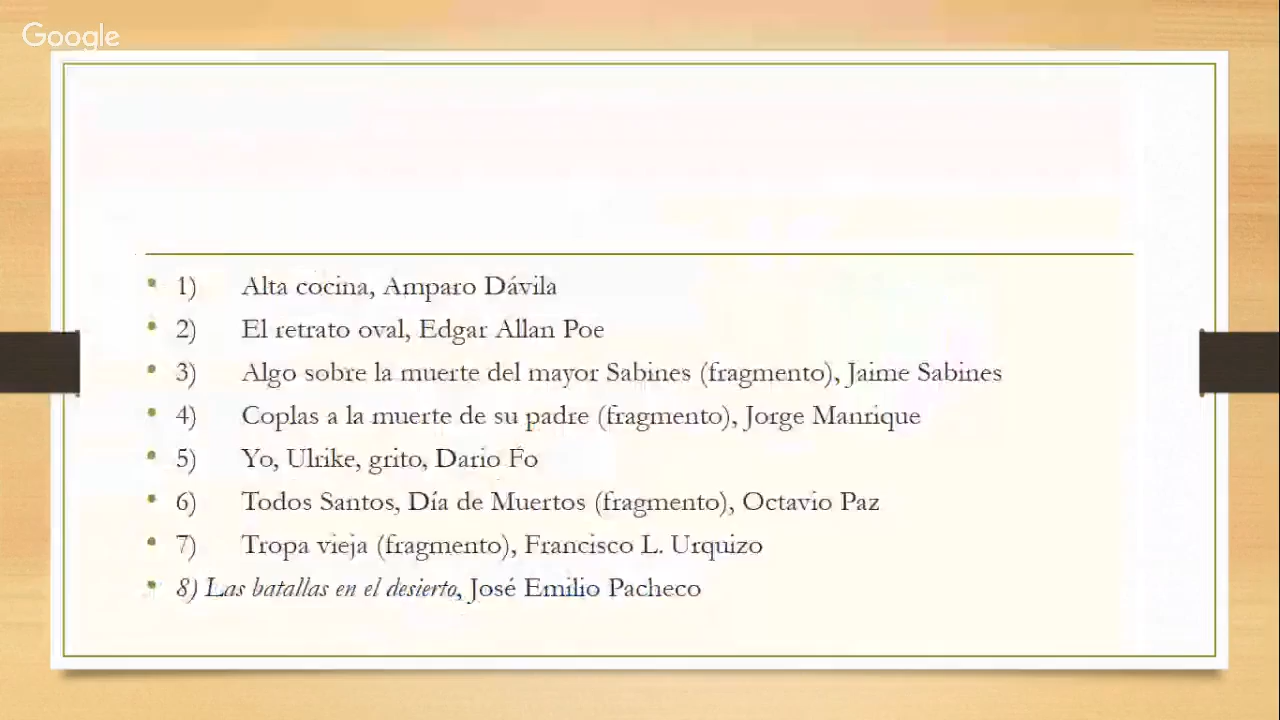 Google
• 1) Alta cocina, Amparo Dávila
• 2) El retrato oval, Edgar Allan Poe
• 3) Algo sobre la muerte del mayor Sabines (fragmento), Jaime Sabines
• 4) Coplas a la muerte de su padre (fragmento), Jorge Manrique
• 5) Yo, Ulrike, grito, Dario Fo
• 6) Todos Santos, Día de Muertos (fragmento), Octavio Paz
• 7) Tropa vieja (fragmento), Francisco L. Urquizo
• 8) Las batallas en el desierto, José Emilio Pacheco